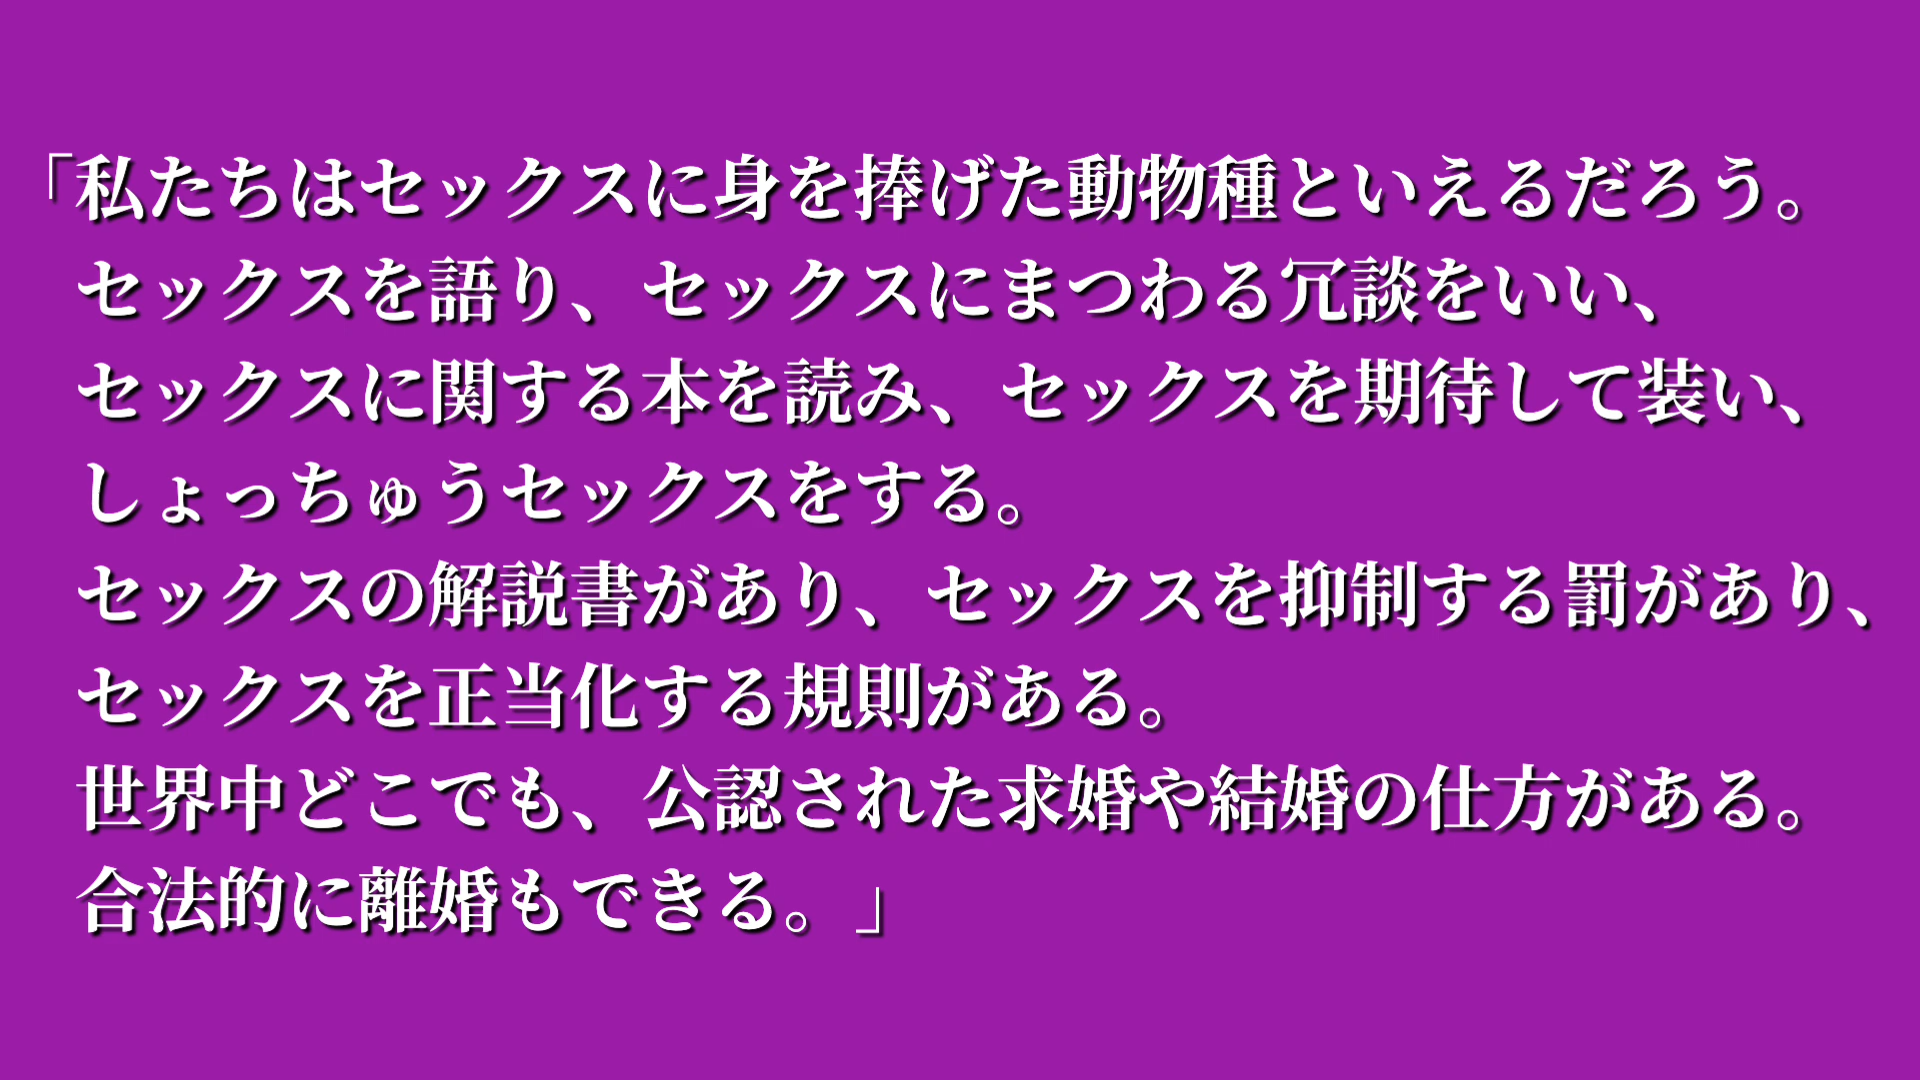 「私たちはセックスに身を捧げた動物種といえるだろう。
セックスを語り、セックスにまつわる冗談をいい、
セックスに関する本を読み、セックスを期待して装い、
しょっちゅうセックスをする。
セックスの解説書があり、セックスを抑制する罰があり、
セックスを正当化する規則がある。
世界中どこでも、公認された求婚や結婚の仕方がある。
合法的に離婚もできる。」